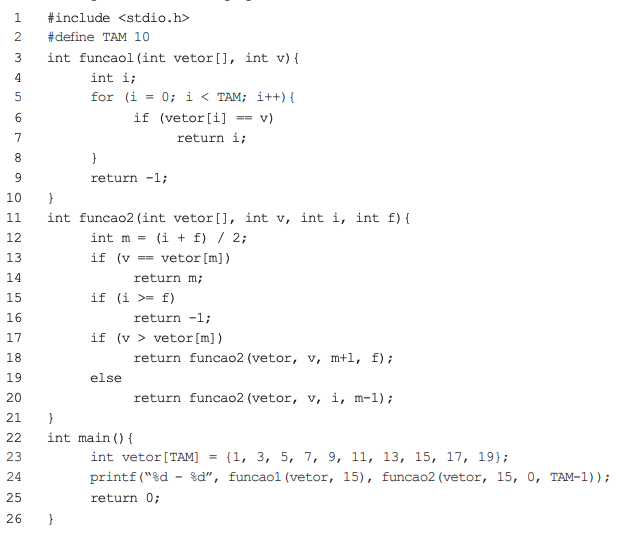 1 #include <stdio.h>
2 #define TAM 10
3 int funcao1(int vetor[], int v){
4 int i;
5 for (i = 0; i < TAM; i++){
6 if (vetor[i] == v)
7 return i;
8 }
9 return -1;
10 }
11 int funcao2(int vetor[], int v, int i, int f){
12 int m = (i + f) / 2;
13 if (v == vetor[m])
14 return m;
15 if (i >= f)
16 return -1;
17 if (v > vetor[m])
18 return funcao2(vetor, v, m+1, f);
19 else
20 return funcao2(vetor, v, i, m-1);
21 }
22 int main(){
23 int vetor[TAM] = {1, 3, 5, 7, 9, 11, 13, 15, 17, 19};
24 printf(“%d - %d”, funcao1(vetor, 15), funcao2(vetor, 15, 0, TAM-1));
25 return 0;
26 }